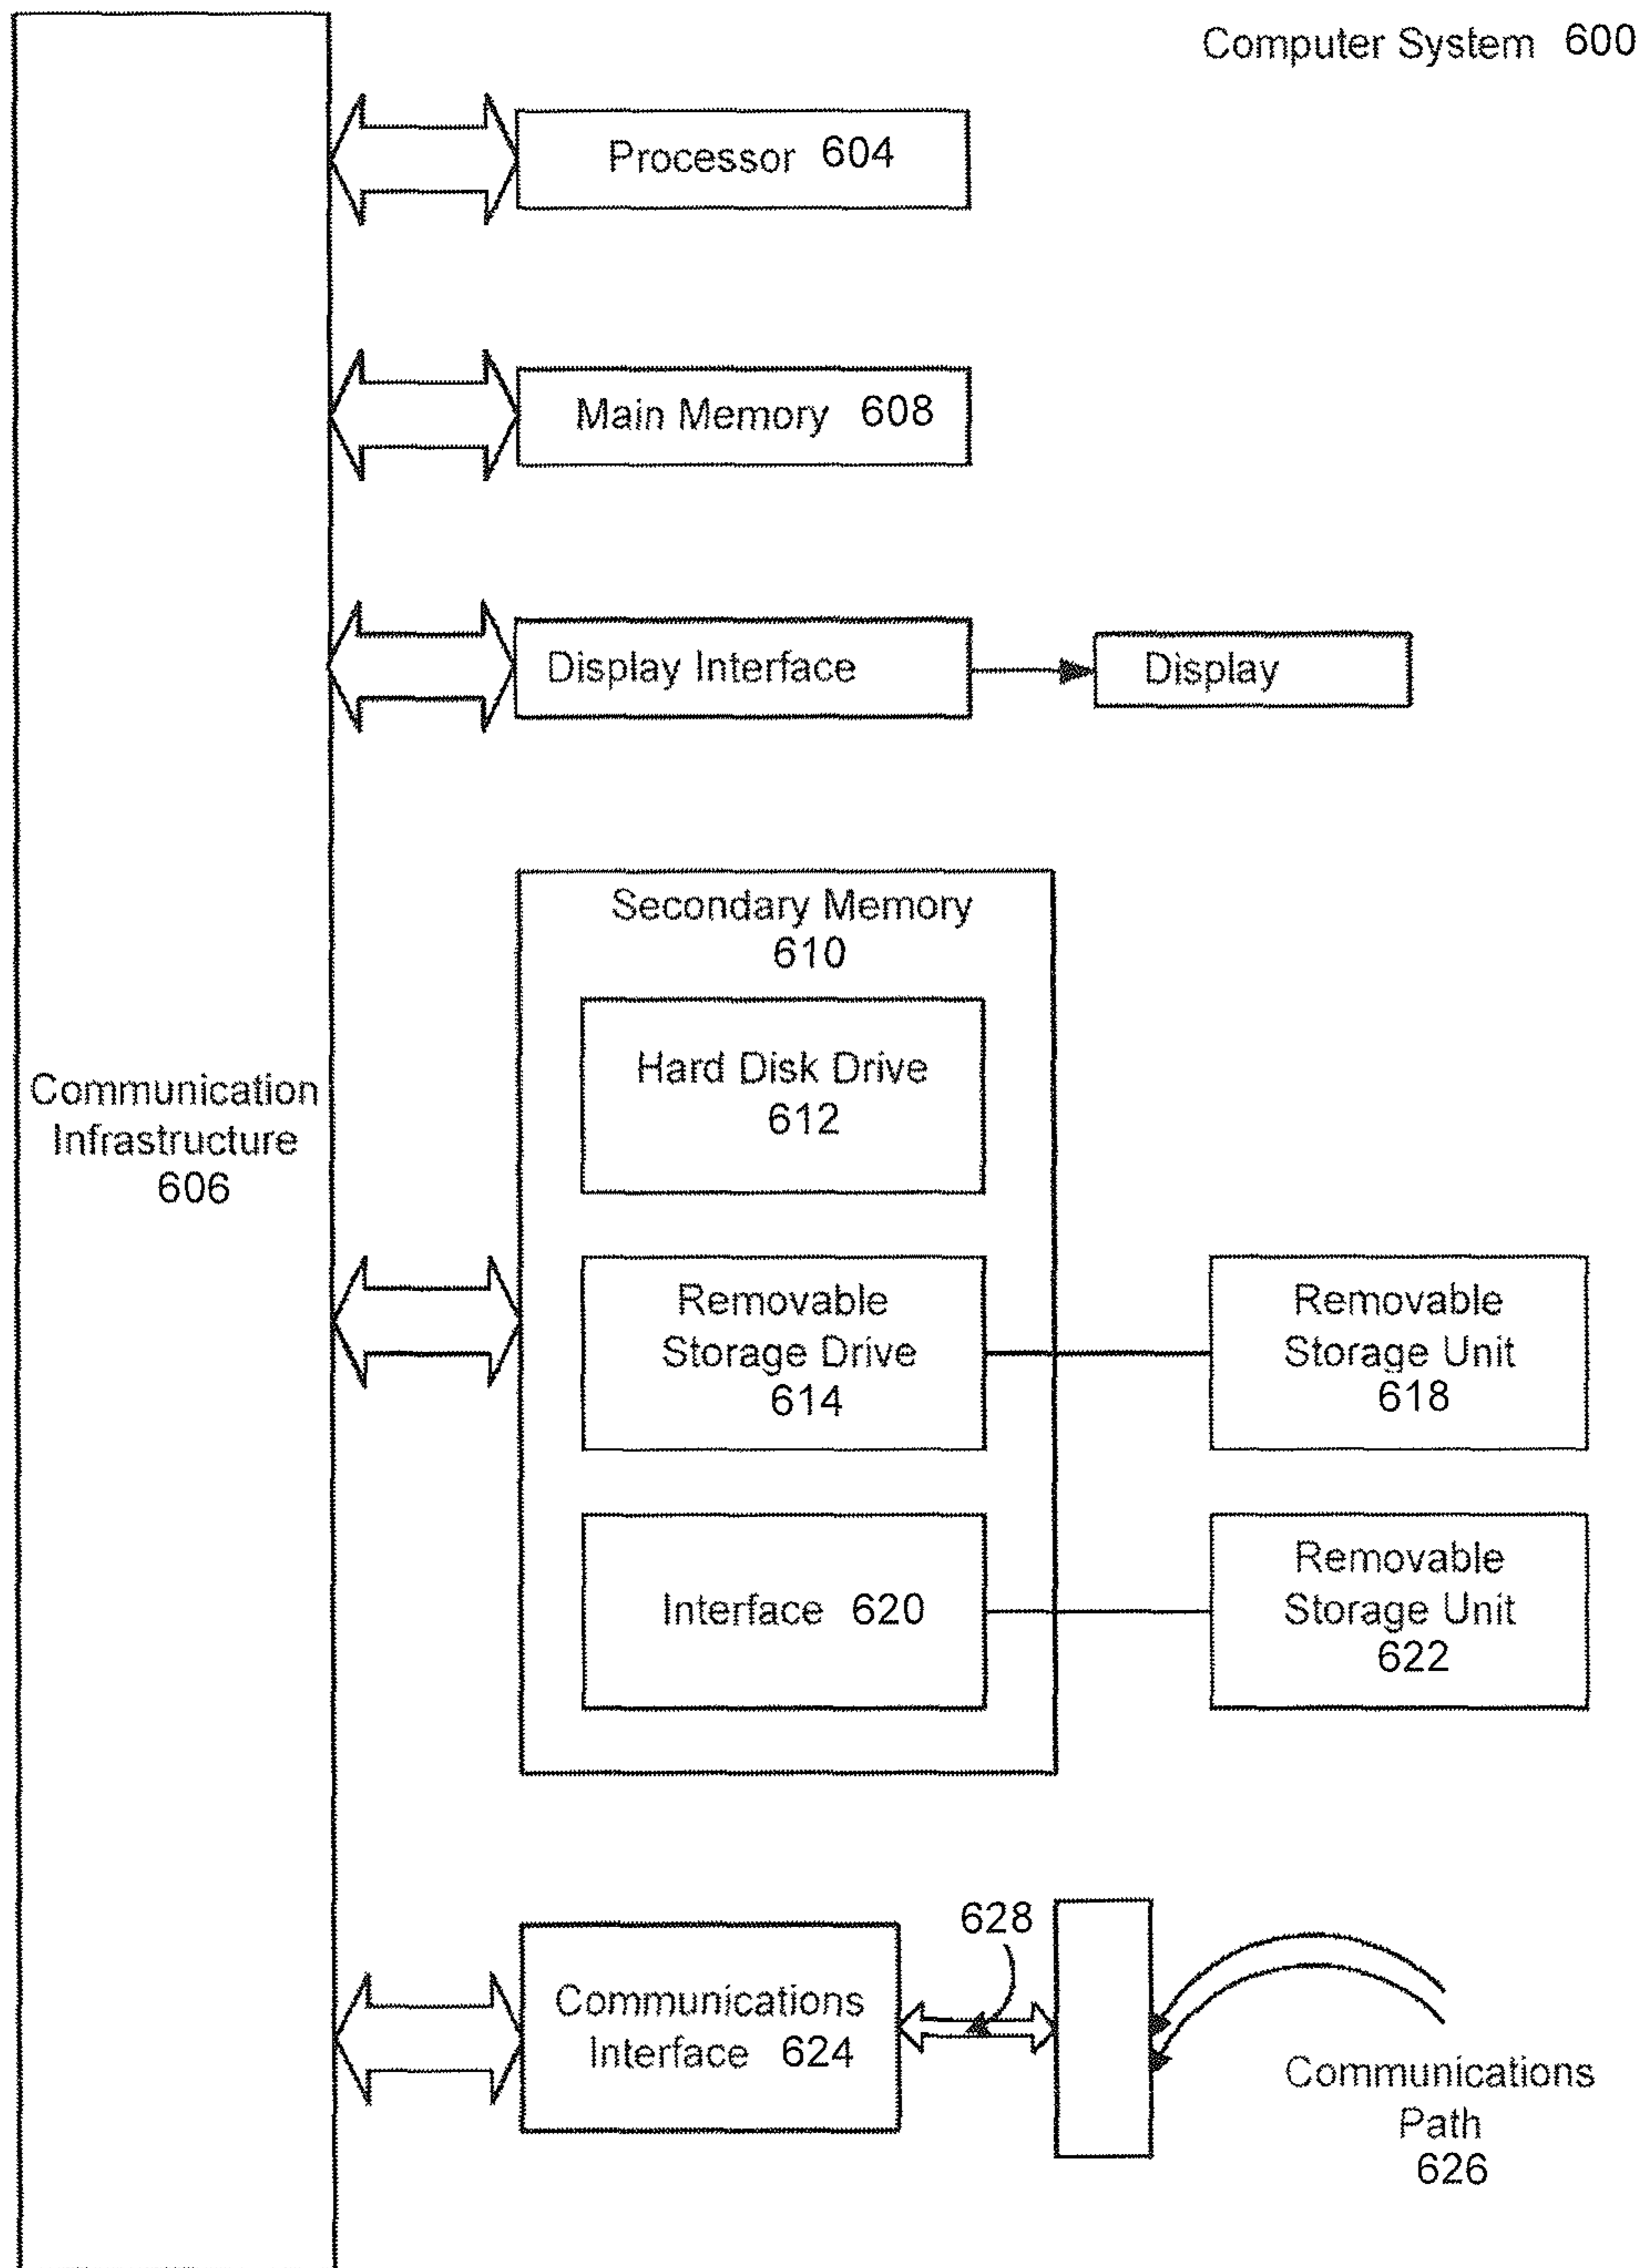 Computer System 600
Processor 604
Main Memory 608
Display Interface
Display
Secondary Memory
610
Hard Disk Drive
612
Communication
Infrastructure
606
Removable
Storage Drive
614
Removable
Storage Unit
618
Interface 620
Removable
Storage Unit
622
628
Communications
Interface 624
Communications
Path
626